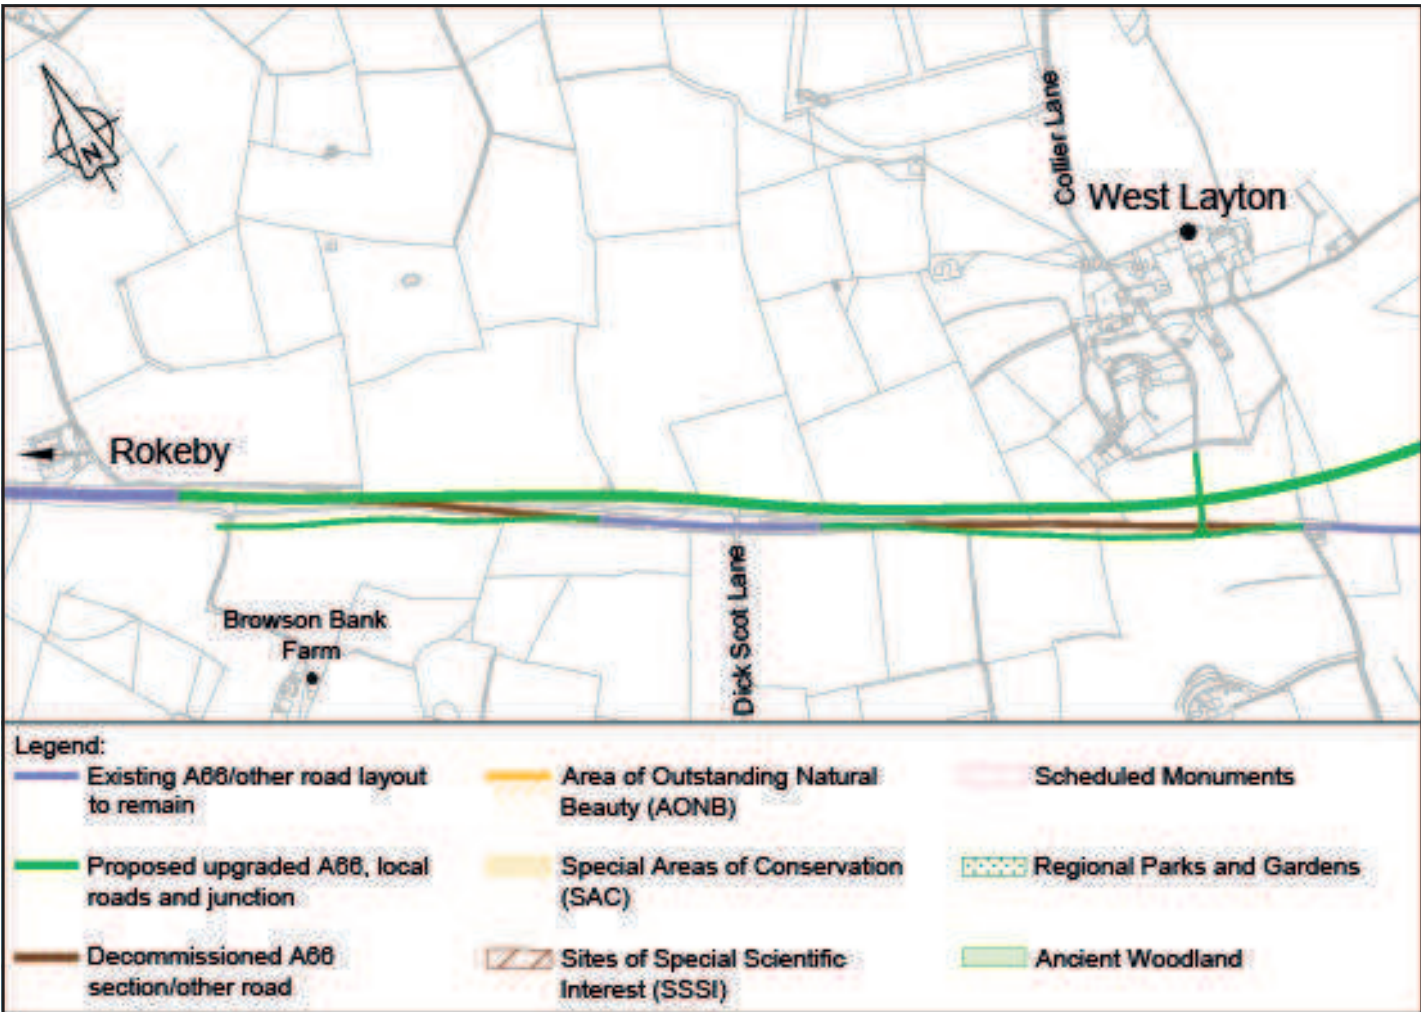 N
Collier Lane
West Layton
Rokeby
Browson Bank
Farm
Dick Scot Lane
Legend:
Existing A66/other road layout
to remain
Proposed upgraded A66, local
roads and junction
Decommissioned A66
section/other road
Area of Outstanding Natural
Beauty (AONB)
Special Areas of Conservation
(SAC)
Sites of Special Scientific
Interest (SSSI)
Scheduled Monuments
Regional Parks and Gardens
Ancient Woodland